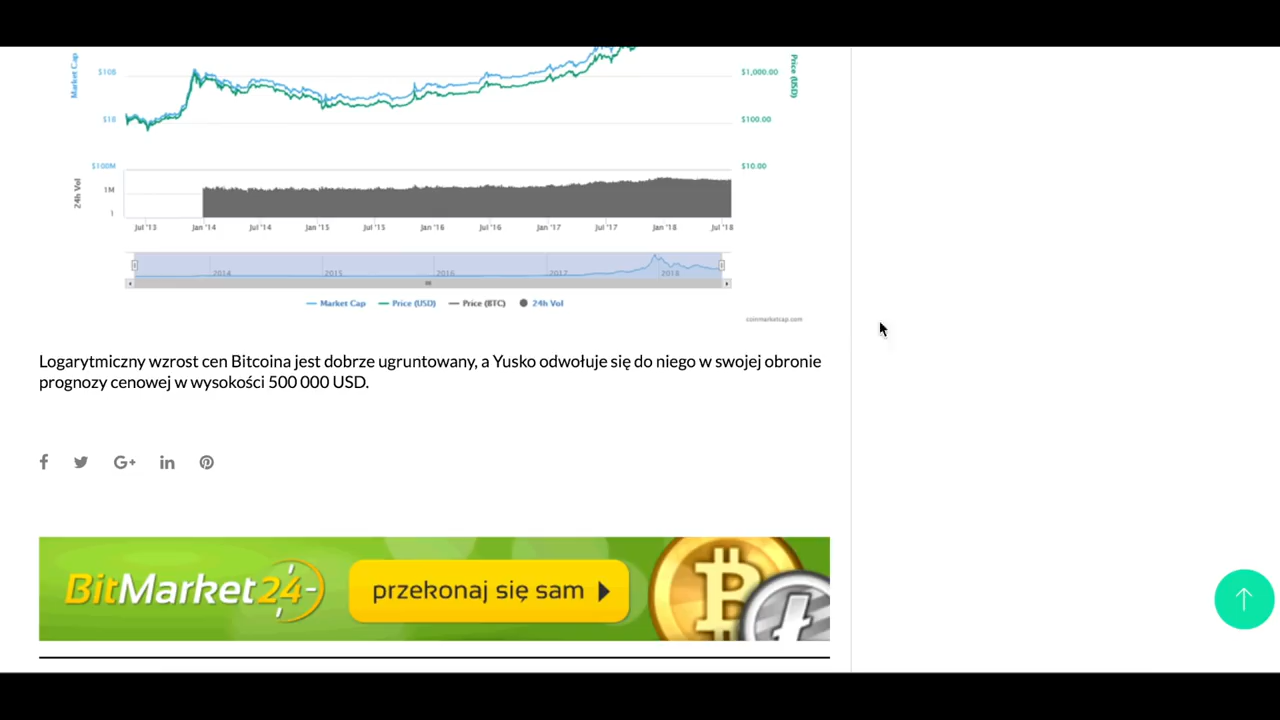 Market Cap
$10B
$1B
$1,000.00
$100.00
Price (USD)
$100M
$10.00
24h Vol
1M
1
Jul '13 Jan '14 Jul '14 Jan '15 Jul '15 Jan '16 Jul '16 Jan '17 Jul '17 Jan '18 Jul '18
2014 2015 2016 2017 2018
Market Cap Price (USD) Price (BTC) 24h Vol
coinmarketcap.com
Logarytmiczny wzrost cen Bitcoina jest dobrze ugruntowany, a Yusko odwołuje się do niego w swojej obronie
prognozy cenowej w wysokości 500 000 USD.
f G+ in
BitMarket24
przekonaj się sam